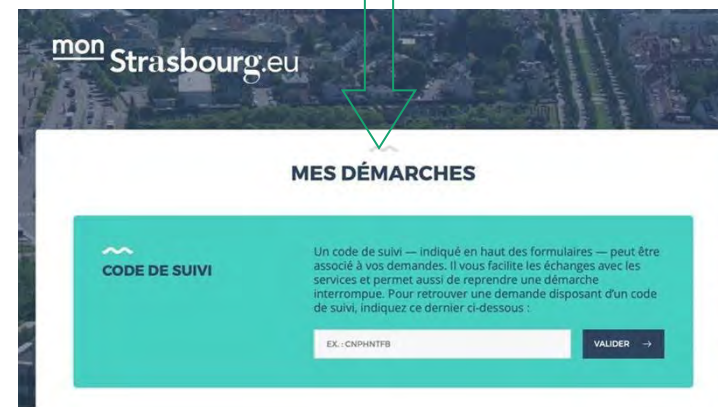 mon Strasbourg.eu
MES DÉMARCHES
CODE DE SUIVI
Un code de suivi — indiqué en haut des formulaires — peut être
associé à vos demandes. Il vous facilite les échanges avec les
services et permet aussi de reprendre une démarche
interrompue. Pour retrouver une demande disposant d'un code
de suivi, indiquez ce dernier ci-dessous :
EX. : CNPHNTFB
VALIDER →